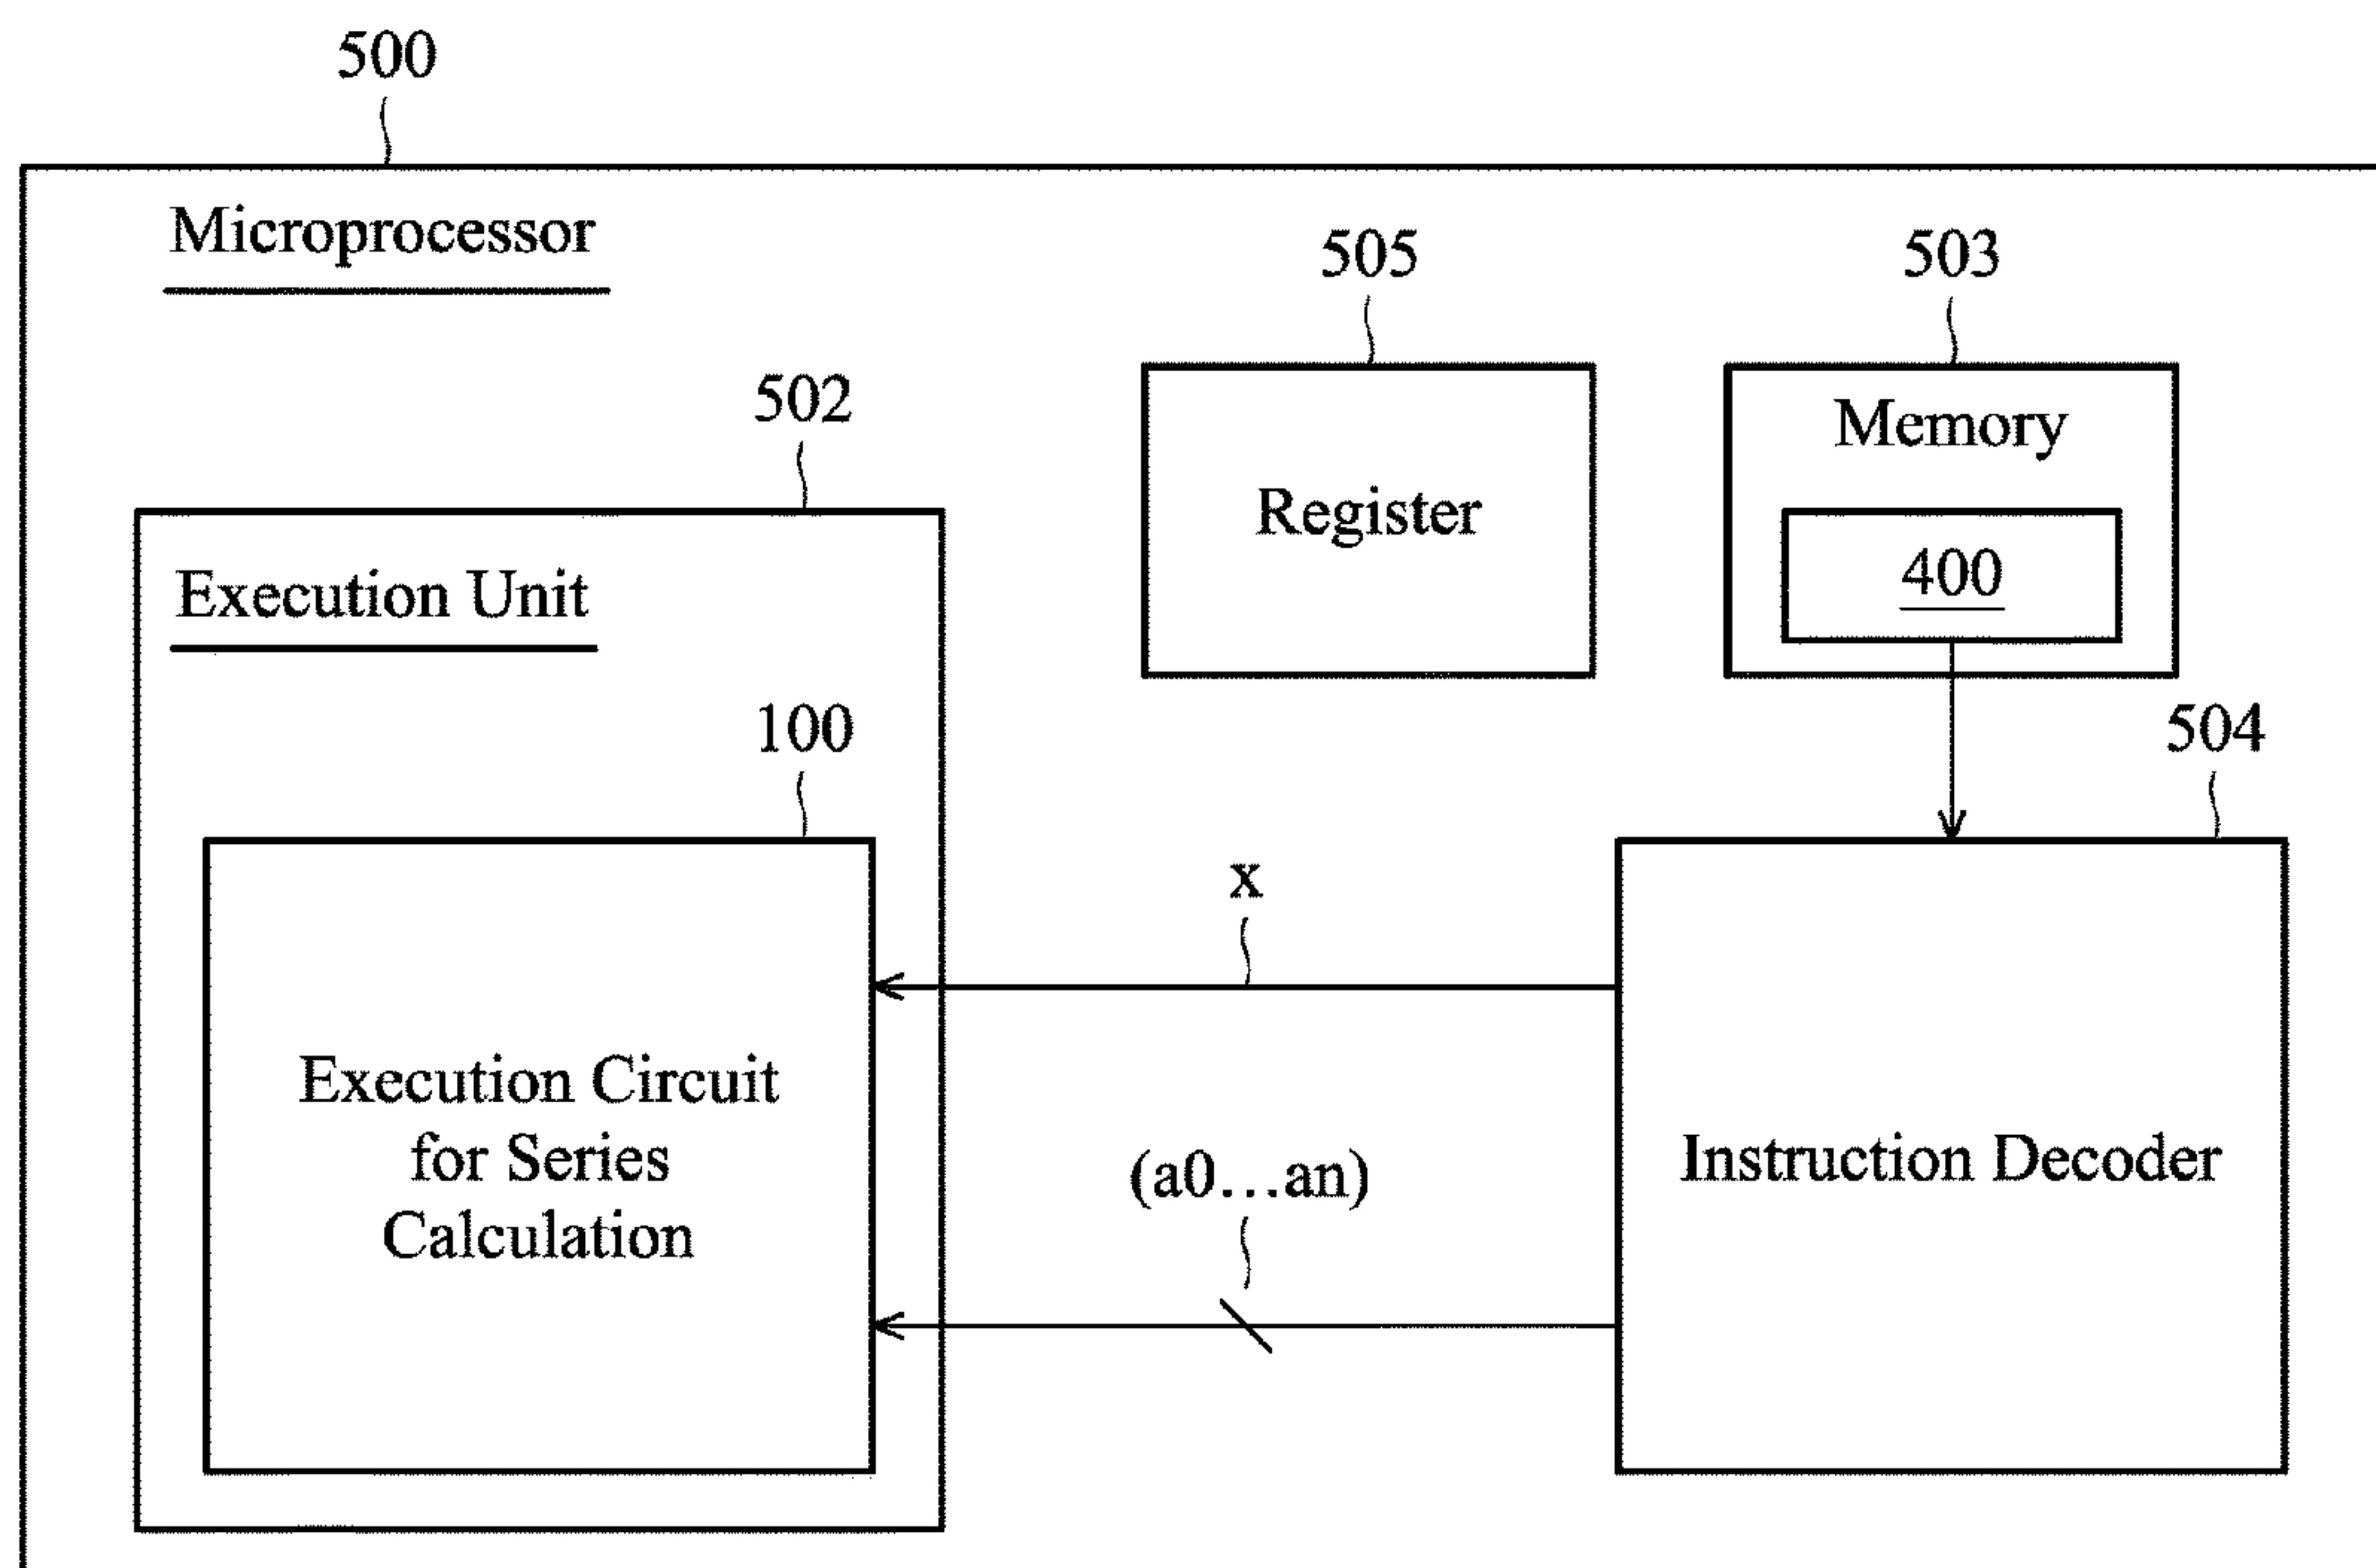 500
Microprocessor
505
503
502
Memory
Register
400
Execution Unit
100
504
x
Execution Circuit
for Series
Calculation
(a0...an)
Instruction Decoder